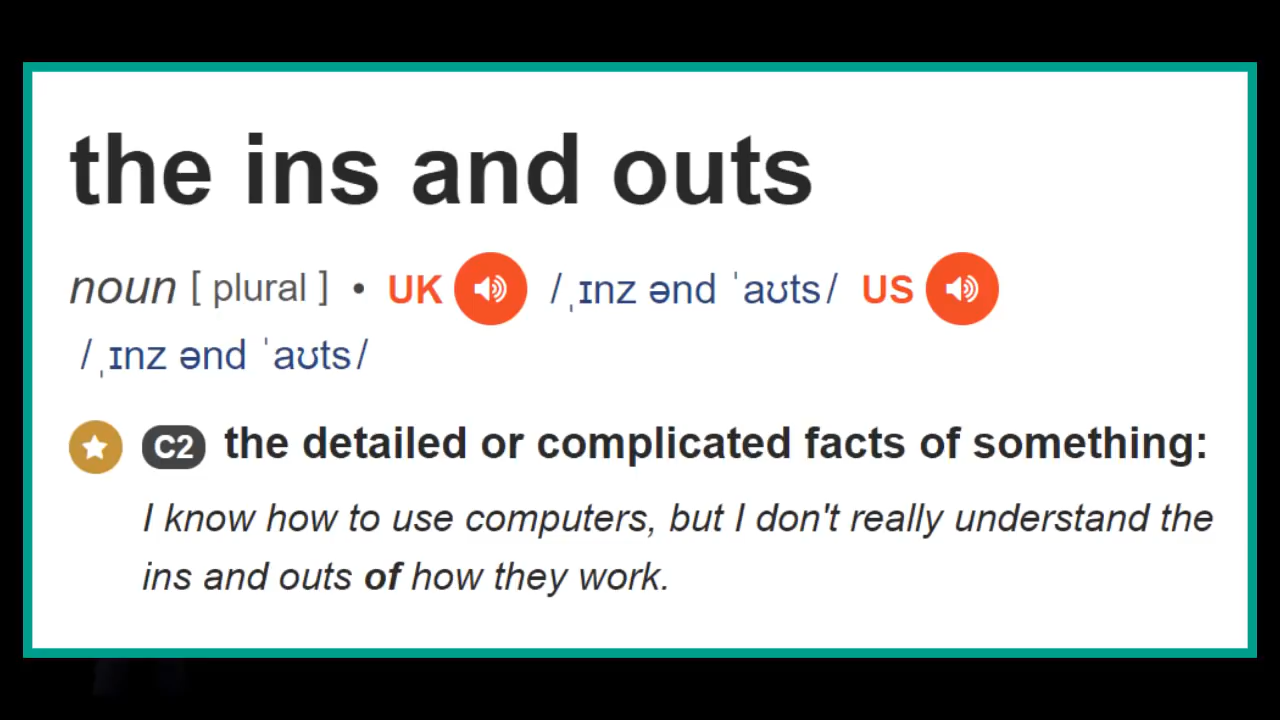 the ins and outs
noun [ plural ] • UK /ˌɪnz ənd ˈaʊts/ US
/ˌɪnz ənd ˈaʊts/
C2 the detailed or complicated facts of something:
I know how to use computers, but I don't really understand the
ins and outs of how they work.